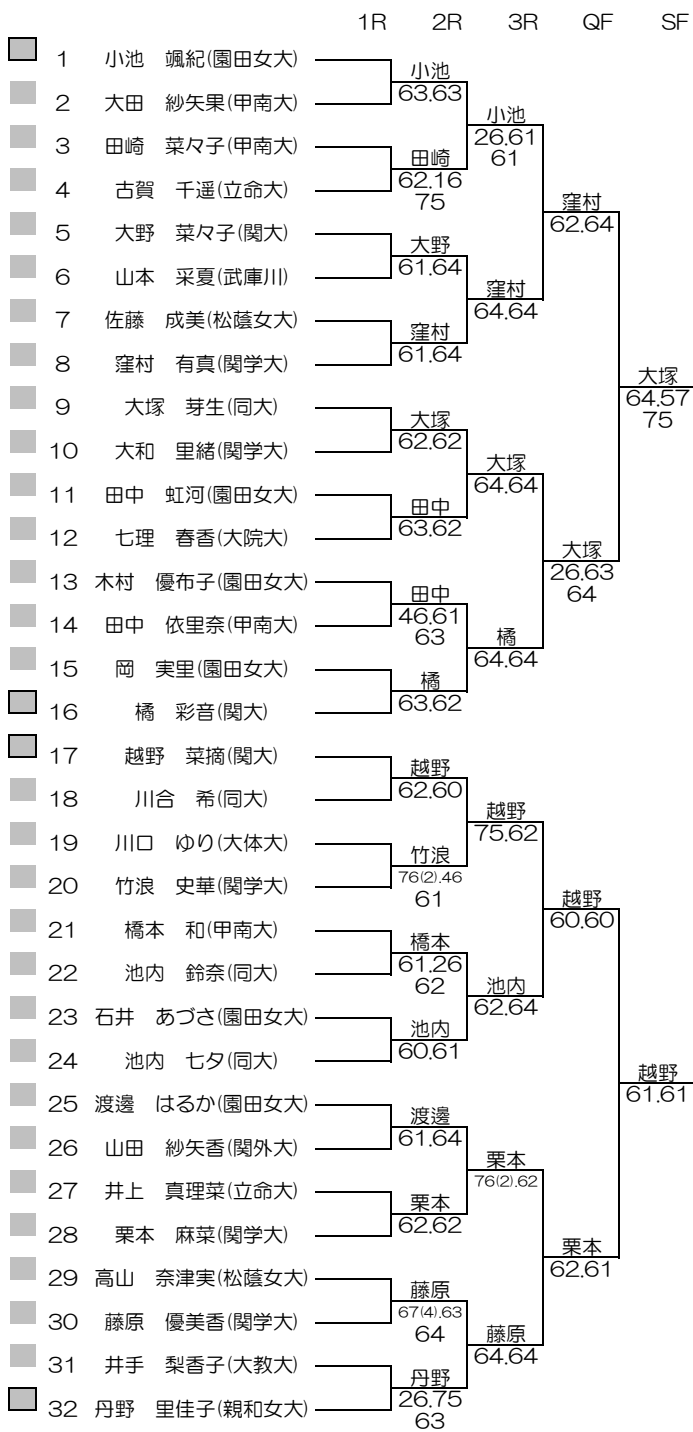 1R 2R 3R QF SF
1 小池 颯紀(園田女大)
小池
2 大田 紗矢果(甲南大)
63.63
小池
3 田崎 菜々子(甲南大)
26.61
61
田崎
4 古賀 千遥(立命大)
62.16
75
窪村
62.64
5 大野 菜々子(関大)
大野
6 山本 采夏(武庫川)
61.64
窪村
7 佐藤 成美(松蔭女大)
64.64
窪村
8 窪村 有真(関学大)
61.64
大塚
64.57
75
9 大塚 芽生(同大)
大塚
10 大和 里緒(関学大)
62.62
大塚
11 田中 虹河(園田女大)
64.64
田中
12 七理 春香(大院大)
63.62
大塚
26.63
64
13 木村 優布子(園田女大)
田中
14 田中 依里奈(甲南大)
46.61
63
橘
15 岡 実里(園田女大)
64.64
橘
16 橘 彩音(関大)
63.62
17 越野 菜摘(関大)
越野
18 川合 希(同大)
62.60
越野
19 川口 ゆり(大体大)
75.62
竹浪
20 竹浪 史華(関学大)
76(2).46
61
越野
60.60
21 橋本 和(甲南大)
橋本
22 池内 鈴奈(同大)
61.26
62
池内
23 石井 あづさ(園田女大)
62.64
池内
24 池内 七夕(同大)
60.61
越野
61.61
25 渡邊 はるか(園田女大)
渡邊
26 山田 紗矢香(関外大)
61.64
栗本
27 井上 真理菜(立命大)
76(2).62
栗本
28 栗本 麻菜(関学大)
62.62
栗本
62.61
29 高山 奈津実(松蔭女大)
藤原
30 藤原 優美香(関学大)
67(4).63
64
藤原
31 井手 梨香子(大教大)
64.64
丹野
32 丹野 里佳子(親和女大)
26.75
63